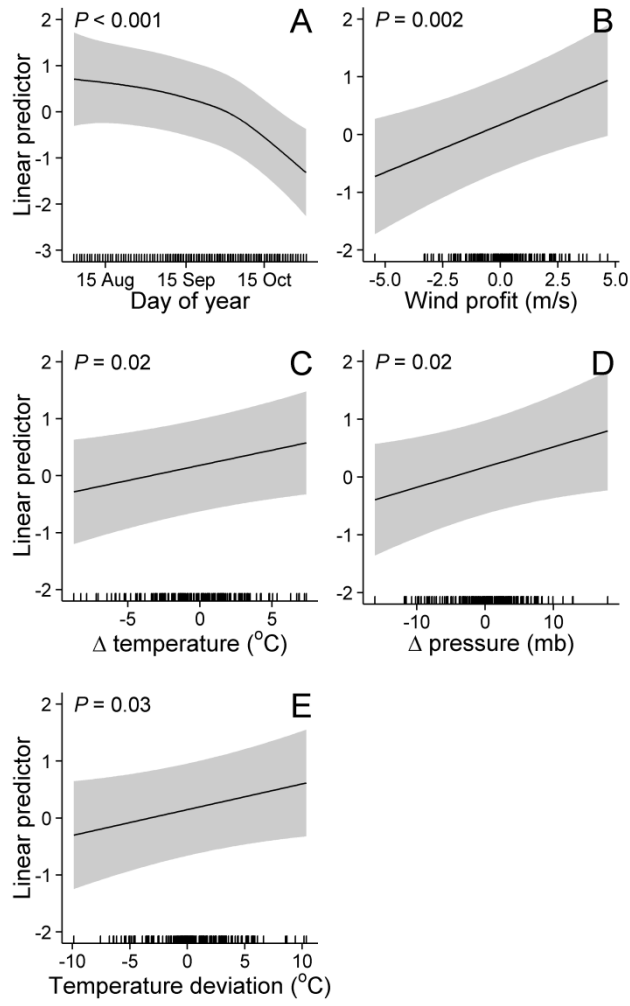 P < 0.001
A
2
1
0
-1
-2
-3
Linear predictor
15 Aug
15 Sep
15 Oct
Day of year
P = 0.002
B
2
1
0
-1
-2
-5.0
-2.5
0.0
2.5
5.0
Wind profit (m/s)
P = 0.02
C
2
1
0
-1
-2
Linear predictor
-5
0
5
Δ temperature (°C)
P = 0.02
D
2
1
0
-1
-2
-10
0
10
Δ pressure (mb)
P = 0.03
E
2
1
0
-1
-2
Linear predictor
-10
-5
0
5
10
Temperature deviation (°C)